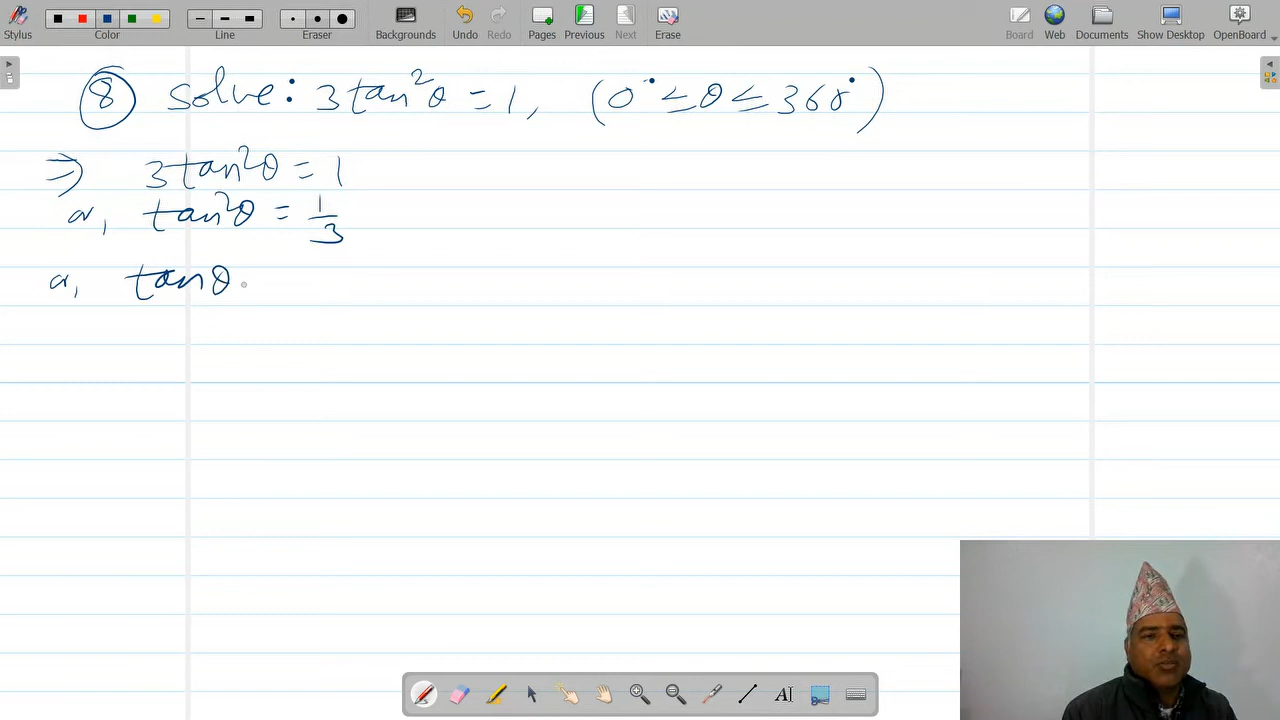 Stylus
Color
Line
Eraser
Backgrounds
Undo
Redo
Pages
Previous
Next
Erase
Board
Web
Documents
Show Desktop
OpenBoard
⑧ solve: 3tan²θ = 1, (0° ≤ θ ≤ 360°)
⇒ 3tan²θ = 1
or, tan²θ = 1/3
or, tanθ
AI